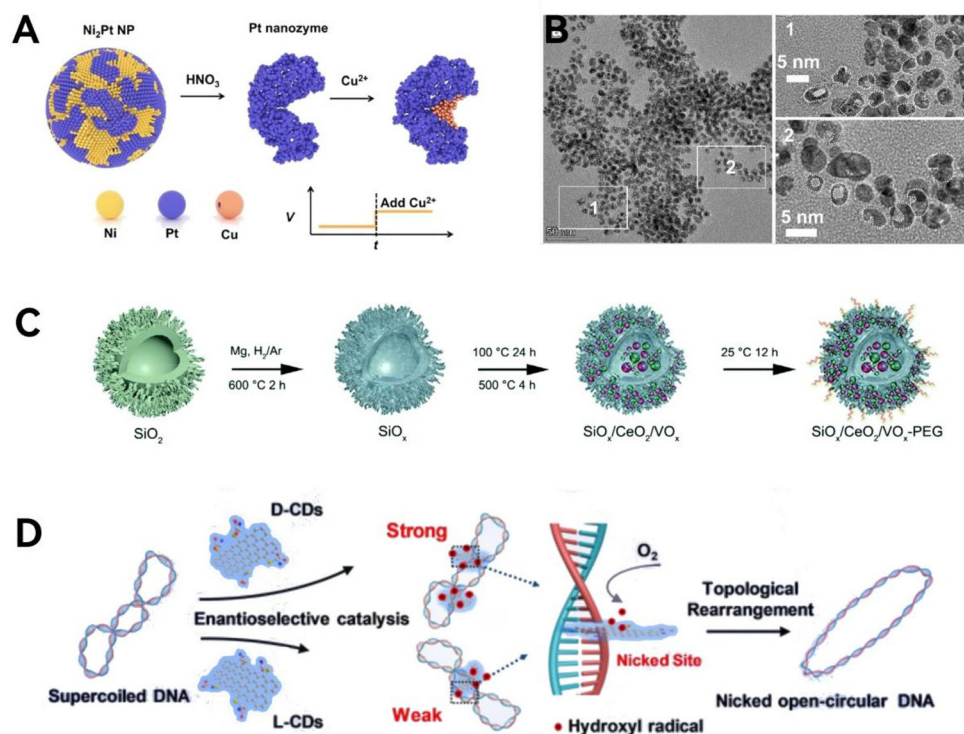 A
Ni₂Pt NP
HNO₃
Pt nanozyme
Cu²⁺
Ni
Pt
Cu
V
Add Cu²⁺
t
B
1
2
50 nm
1
5 nm
2
5 nm
C
SiO₂
Mg, H₂/Ar
600 °C 2 h
SiOₓ
100 °C 24 h
500 °C 4 h
SiOₓ/CeO₂/VOₓ
25 °C 12 h
SiOₓ/CeO₂/VOₓ-PEG
D
Supercoiled DNA
D-CDs
Enantioselective catalysis
L-CDs
Strong
Weak
O₂
Nicked Site
Hydroxyl radical
Topological
Rearrangement
Nicked open-circular DNA